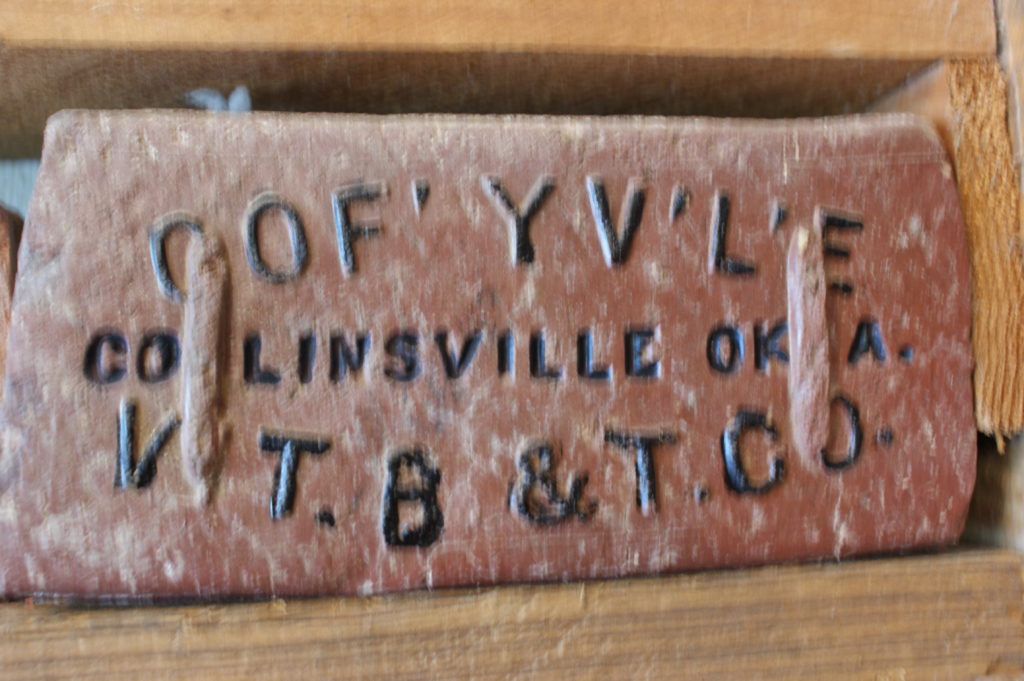 COF'YV'L'E
COLLINSVILLE OKLA.
V.T.B & T.CO.